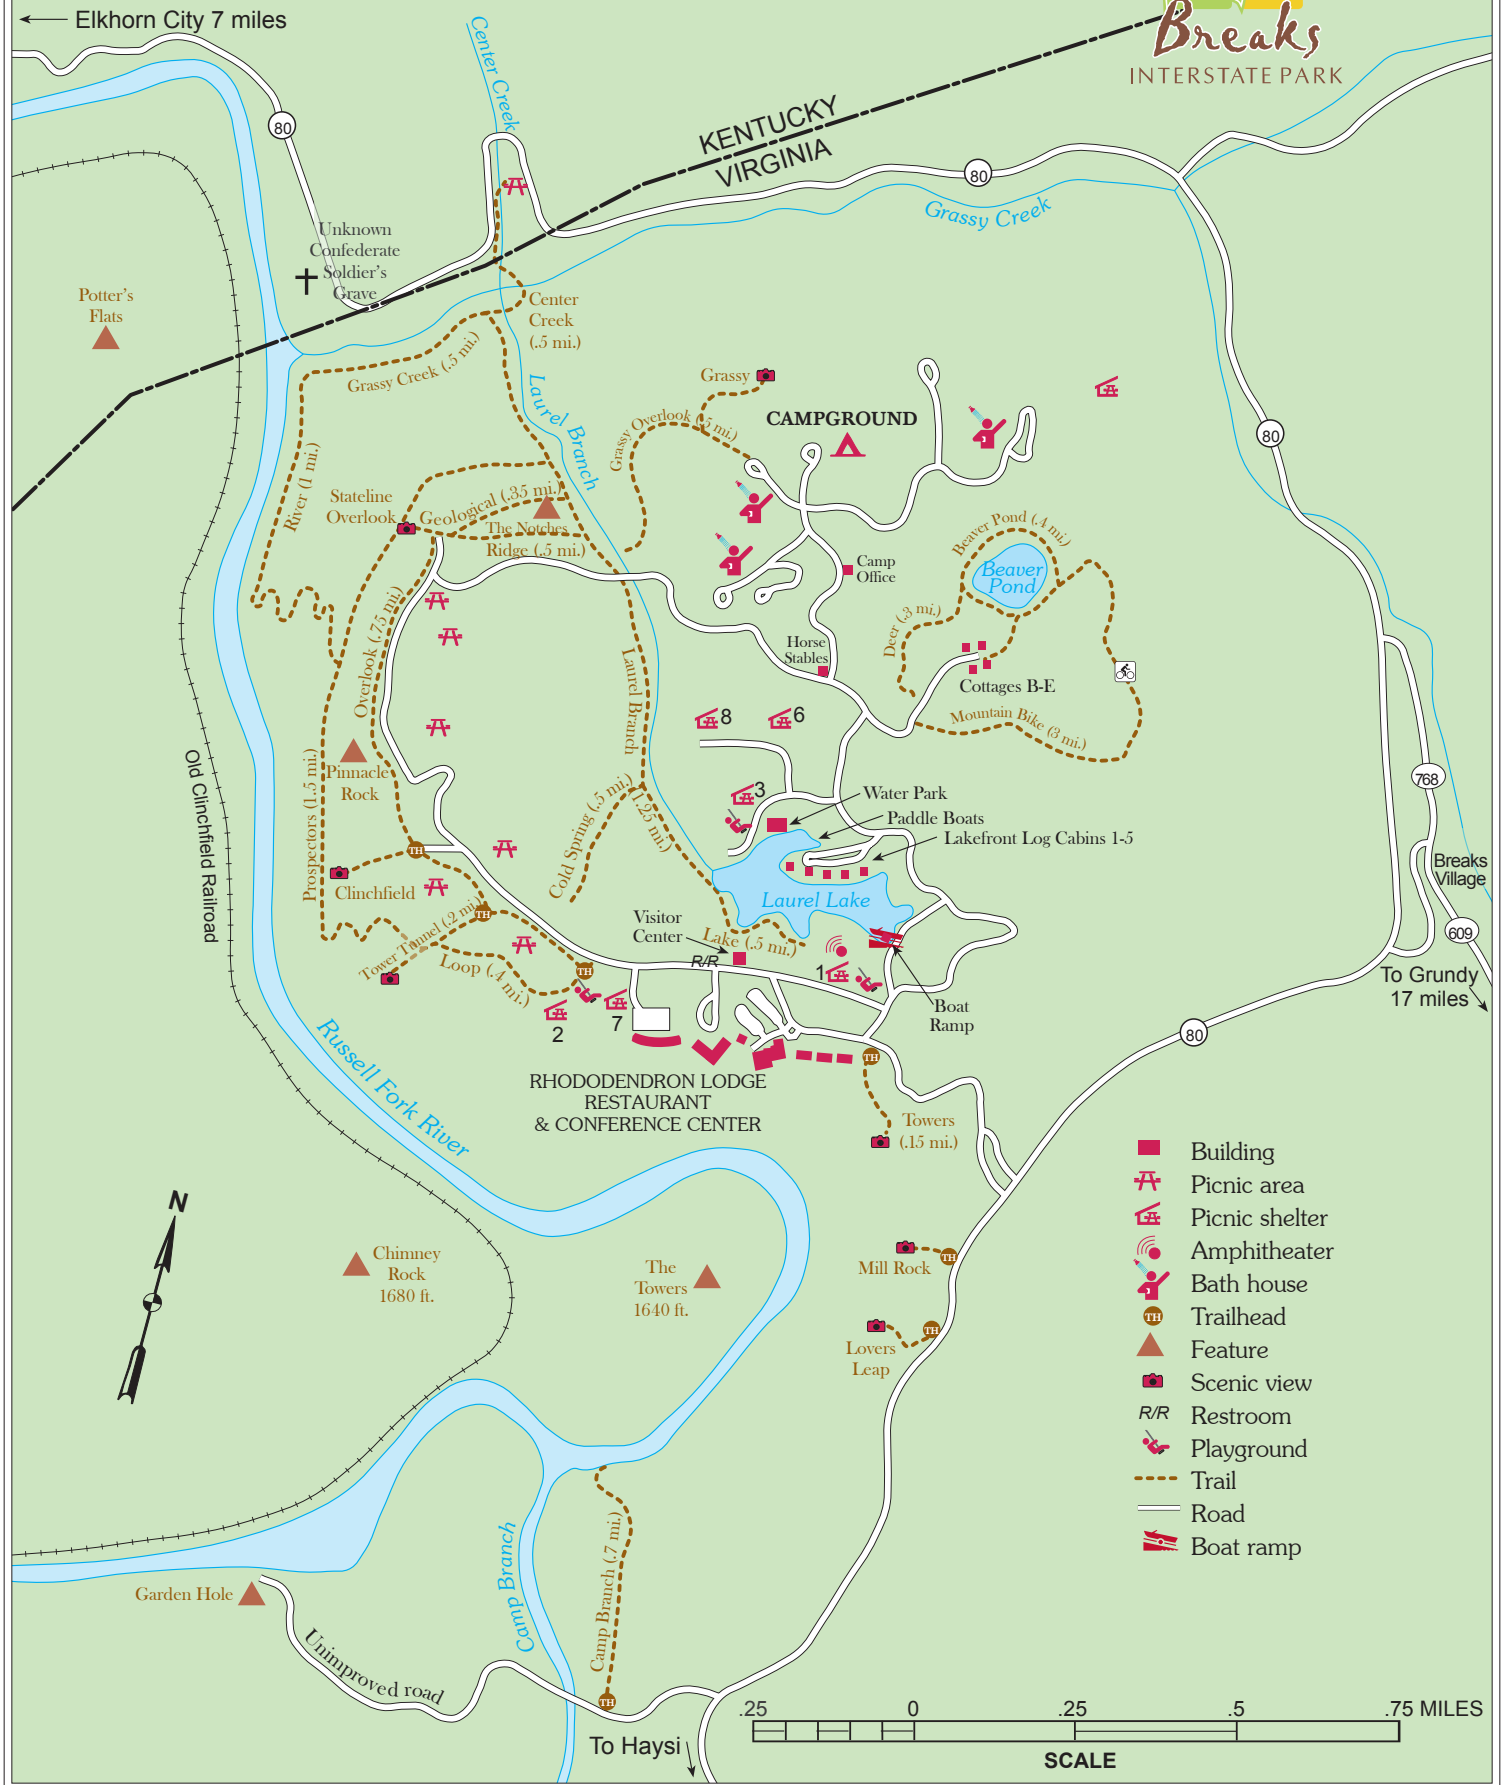 Elkhorn City 7 miles
Breaks
INTERSTATE PARK
Center Creek
80
KENTUCKY
VIRGINIA
80
Grassy Creek
Unknown
Confederate
Soldier's
Grave
Potter's
Flats
Center
Creek
(.5 mi.)
Grassy Creek (.5 mi.)
Laurel Branch
Grassy
Grassy Overlook (.5 mi.)
CAMPGROUND
80
River (1 mi.)
Stateline
Overlook
Geological (.35 mi.)
The Notches
Ridge (.5 mi.)
Camp
Office
Beaver Pond (.4 mi.)
Beaver
Pond
Deer (.3 mi.)
Overlook (.75 mi.)
Horse
Stables
Cottages B-E
Laurel Branch
(1.25 mi.)
8
6
Mountain Bike (3 mi.)
Old Clinchfield Railroad
Prospectors (1.5 mi.)
Pinnacle
Rock
Cold Spring (.5 mi.)
3
Water Park
Paddle Boats
Lakefront Log Cabins 1-5
768
Breaks
Village
609
TH
Clinchfield
Laurel Lake
TH
Tower Tunnel (.2 mi.)
Visitor
Center
Lake (.5 mi.)
R/R
Loop (.4 mi.)
TH
1
To Grundy
17 miles
2
7
Boat
Ramp
80
TH
Russell Fork River
RHODODENDRON LODGE
RESTAURANT
& CONFERENCE CENTER
Towers
(.15 mi.)
N
Chimney
Rock
1680 ft.
The
Towers
1640 ft.
Mill Rock
TH
Lovers
Leap
TH
Building
Picnic area
Picnic shelter
Amphitheater
Bath house
TH Trailhead
Feature
Scenic view
R/R Restroom
Playground
Trail
Road
Boat ramp
Camp Branch
Camp Branch (.7 mi.)
Garden Hole
Unimproved road
TH
To Haysi
.25 0 .25 .5 .75 MILES
SCALE